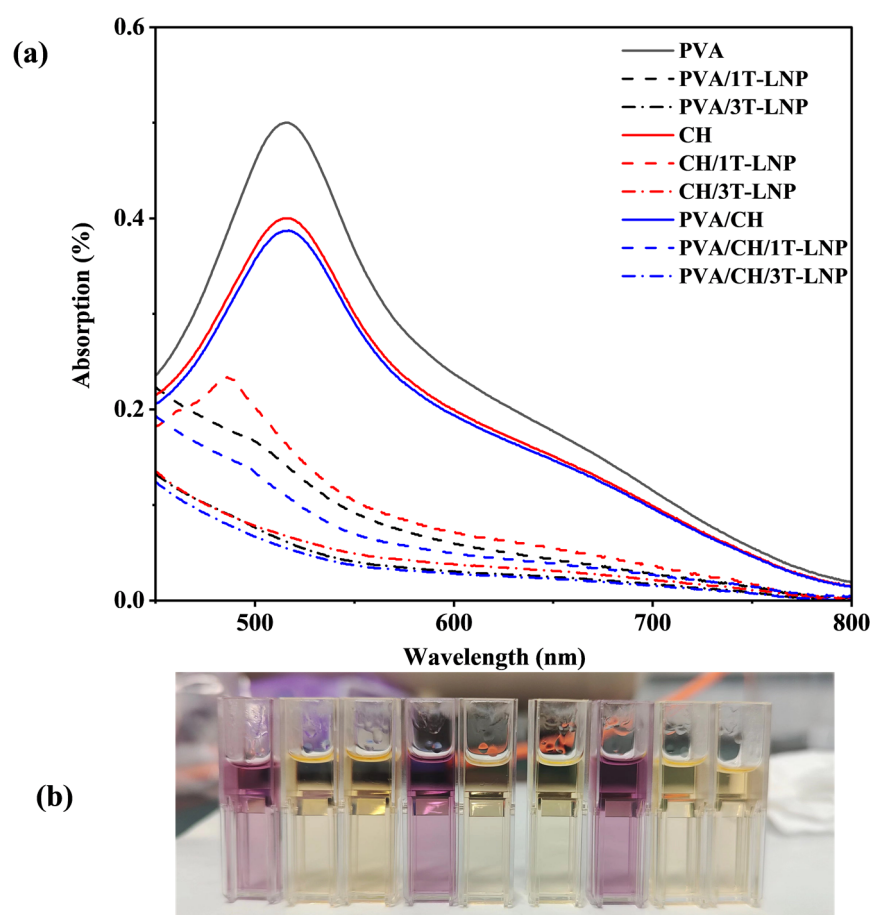 (a)
0.6
0.4
0.2
0.0
Absorption (%)
PVA
PVA/1T-LNP
PVA/3T-LNP
CH
CH/1T-LNP
CH/3T-LNP
PVA/CH
PVA/CH/1T-LNP
PVA/CH/3T-LNP
500 600 700 800
Wavelength (nm)
(b)